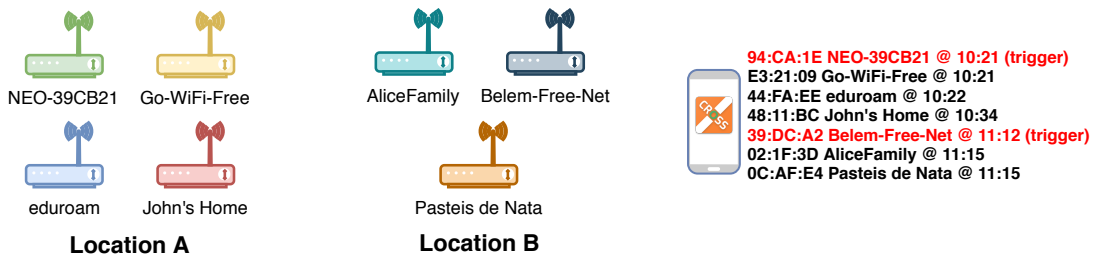 NEO-39CB21
Go-WiFi-Free
eduroam
John's Home
Location A
AliceFamily
Belem-Free-Net
Pasteis de Nata
Location B
CROSS
94:CA:1E NEO-39CB21 @ 10:21 (trigger)
E3:21:09 Go-WiFi-Free @ 10:21
44:FA:EE eduroam @ 10:22
48:11:BC John's Home @ 10:34
39:DC:A2 Belem-Free-Net @ 11:12 (trigger)
02:1F:3D AliceFamily @ 11:15
0C:AF:E4 Pasteis de Nata @ 11:15